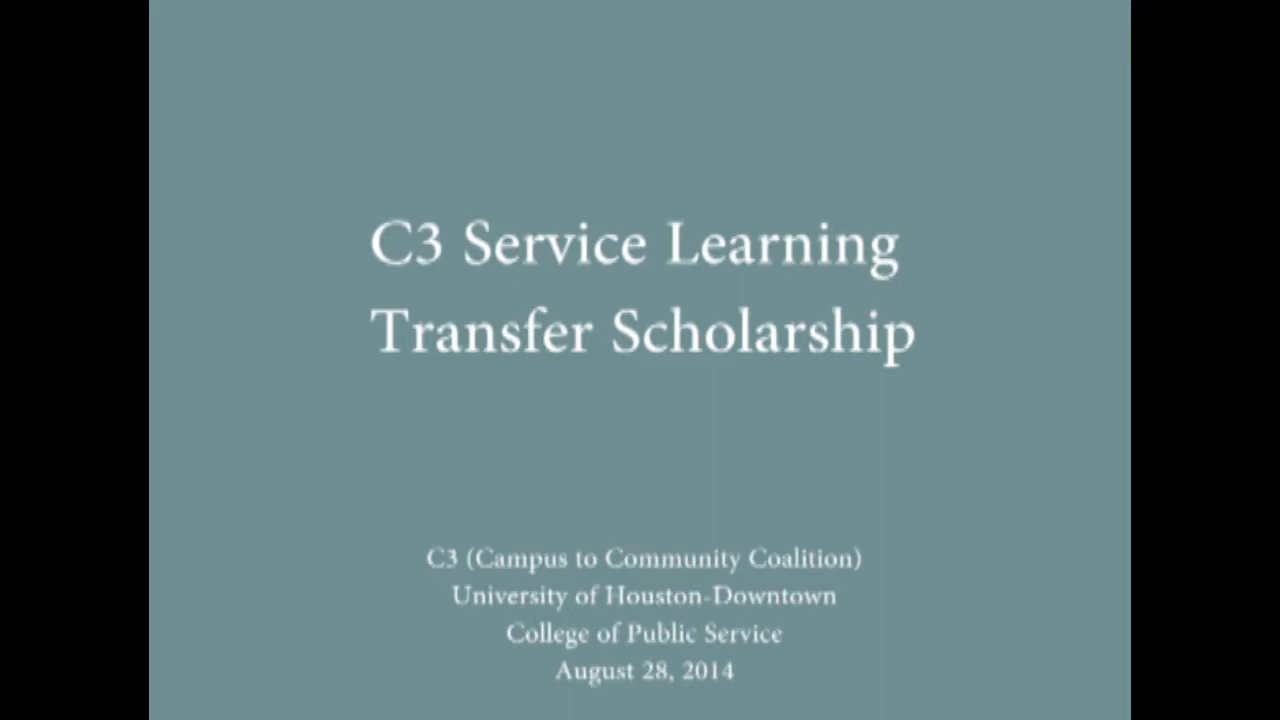 C3 Service Learning
Transfer Scholarship
C3 (Campus to Community Coalition)
University of Houston-Downtown
College of Public Service
August 28, 2014